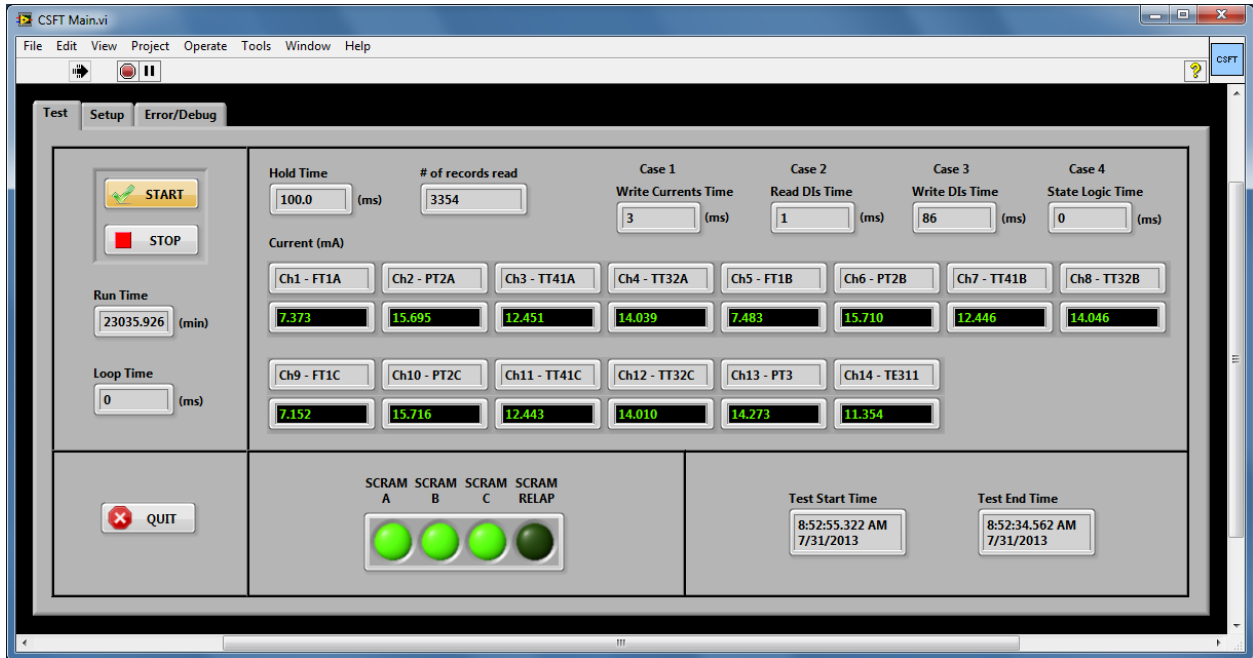 CSFT Main.vi
File Edit View Project Operate Tools Window Help
CSFT
Test Setup Error/Debug
START
STOP
Run Time
23035.926 (min)
Loop Time
0 (ms)
Hold Time
100.0 (ms)
# of records read
3354
Case 1
Write Currents Time
3 (ms)
Case 2
Read DIs Time
1 (ms)
Case 3
Write DIs Time
86 (ms)
Case 4
State Logic Time
0 (ms)
Current (mA)
Ch1 - FT1A Ch2 - PT2A Ch3 - TT41A Ch4 - TT32A Ch5 - FT1B Ch6 - PT2B Ch7 - TT41B Ch8 - TT32B
7.373 15.695 12.451 14.039 7.483 15.710 12.446 14.046
Ch9 - FT1C Ch10 - PT2C Ch11 - TT41C Ch12 - TT32C Ch13 - PT3 Ch14 - TE311
7.152 15.716 12.443 14.010 14.273 11.354
QUIT
SCRAM SCRAM SCRAM SCRAM
A B C RELAP
Test Start Time
8:52:55.322 AM
7/31/2013
Test End Time
8:52:34.562 AM
7/31/2013